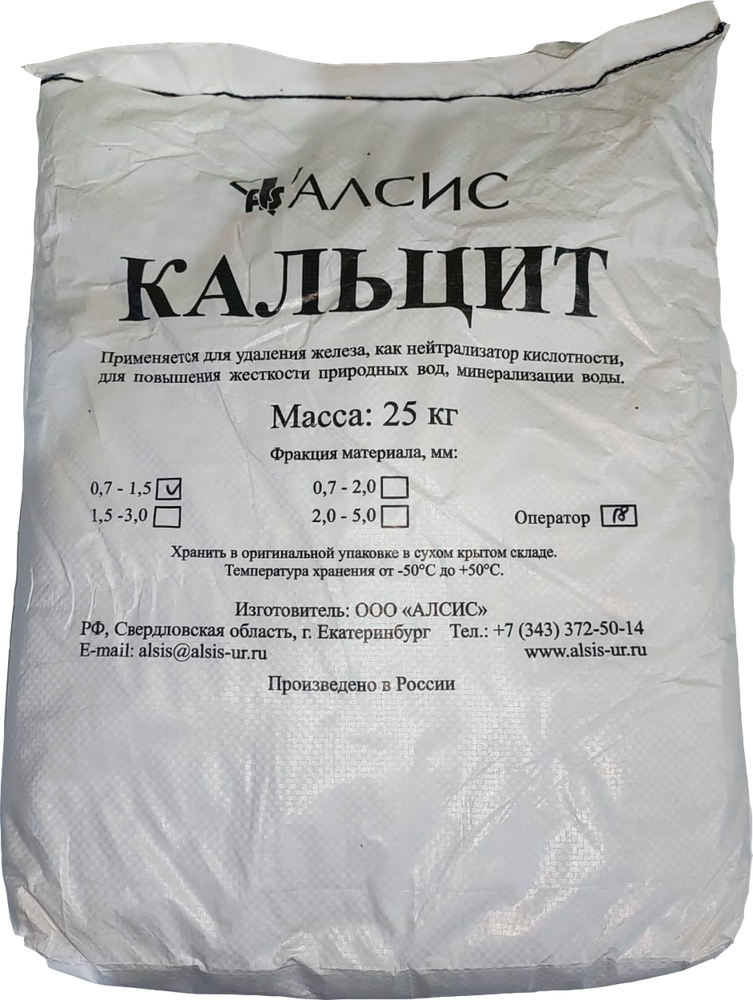 АЛСИС
КАЛЬЦИТ
Применяется для удаления железа, как нейтрализатор кислотности,
для повышения жесткости природных вод, минерализации воды.
Масса: 25 кг
Фракция материала, мм:
0,7 - 1,5 0,7 - 2,0
1,5 -3,0 2,0 - 5,0 Оператор 18
Хранить в оригинальной упаковке в сухом крытом складе.
Температура хранения от -50°С до +50°С.
Изготовитель: ООО «АЛСИС»
РФ, Свердловская область, г. Екатеринбург Тел.: +7 (343) 372-50-14
E-mail: alsis@alsis-ur.ru www.alsis-ur.ru
Произведено в России